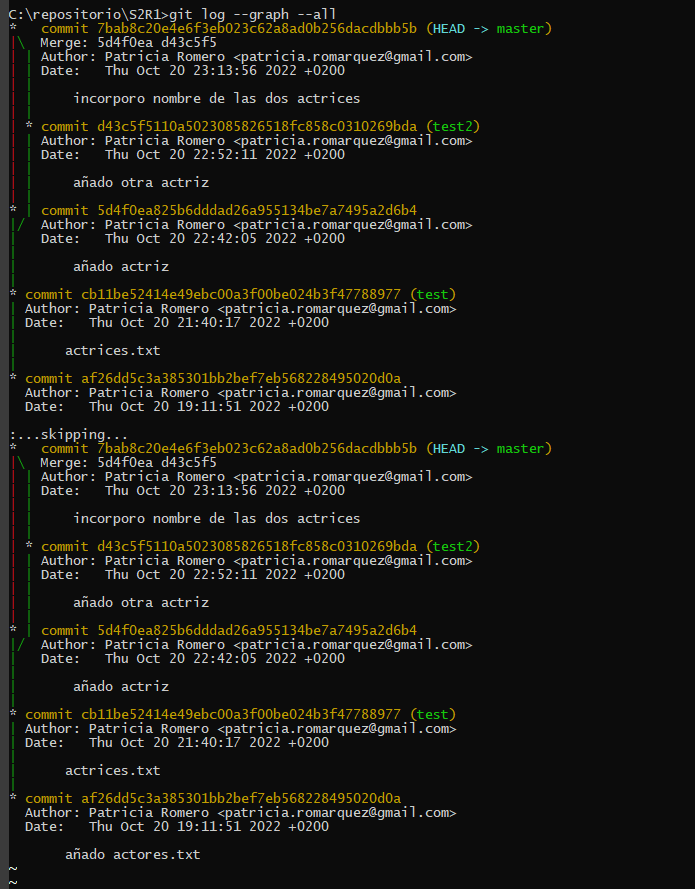 C:\repositorio\S2R1>git log --graph --all
*   commit 7bab8c20e4e6f3eb023c62a8ad0b256dacdbbb5b (HEAD -> master)
|\  Merge: 5d4f0ea d43c5f5
| | Author: Patricia Romero <patricia.romarquez@gmail.com>
| | Date:   Thu Oct 20 23:13:56 2022 +0200
| |
| |     incorporo nombre de las dos actrices
| |
| * commit d43c5f5110a5023085826518fc858c0310269bda (test2)
| | Author: Patricia Romero <patricia.romarquez@gmail.com>
| | Date:   Thu Oct 20 22:52:11 2022 +0200
| |
| |     añado otra actriz
| |
* | commit 5d4f0ea825b6dddad26a955134be7a7495a2d6b4
|/  Author: Patricia Romero <patricia.romarquez@gmail.com>
|   Date:   Thu Oct 20 22:42:05 2022 +0200
|
|       añado actriz
|
* commit cb11be52414e49ebc00a3f00be024b3f47788977 (test)
| Author: Patricia Romero <patricia.romarquez@gmail.com>
| Date:   Thu Oct 20 21:40:17 2022 +0200
|
|     actrices.txt
|
* commit af26dd5c3a385301bb2bef7eb568228495020d0a
  Author: Patricia Romero <patricia.romarquez@gmail.com>
  Date:   Thu Oct 20 19:11:51 2022 +0200

:...skipping...
*   commit 7bab8c20e4e6f3eb023c62a8ad0b256dacdbbb5b (HEAD -> master)
|\  Merge: 5d4f0ea d43c5f5
| | Author: Patricia Romero <patricia.romarquez@gmail.com>
| | Date:   Thu Oct 20 23:13:56 2022 +0200
| |
| |     incorporo nombre de las dos actrices
| |
| * commit d43c5f5110a5023085826518fc858c0310269bda (test2)
| | Author: Patricia Romero <patricia.romarquez@gmail.com>
| | Date:   Thu Oct 20 22:52:11 2022 +0200
| |
| |     añado otra actriz
| |
* | commit 5d4f0ea825b6dddad26a955134be7a7495a2d6b4
|/  Author: Patricia Romero <patricia.romarquez@gmail.com>
|   Date:   Thu Oct 20 22:42:05 2022 +0200
|
|       añado actriz
|
* commit cb11be52414e49ebc00a3f00be024b3f47788977 (test)
| Author: Patricia Romero <patricia.romarquez@gmail.com>
| Date:   Thu Oct 20 21:40:17 2022 +0200
|
|     actrices.txt
|
* commit af26dd5c3a385301bb2bef7eb568228495020d0a
  Author: Patricia Romero <patricia.romarquez@gmail.com>
  Date:   Thu Oct 20 19:11:51 2022 +0200

      añado actores.txt
~
~